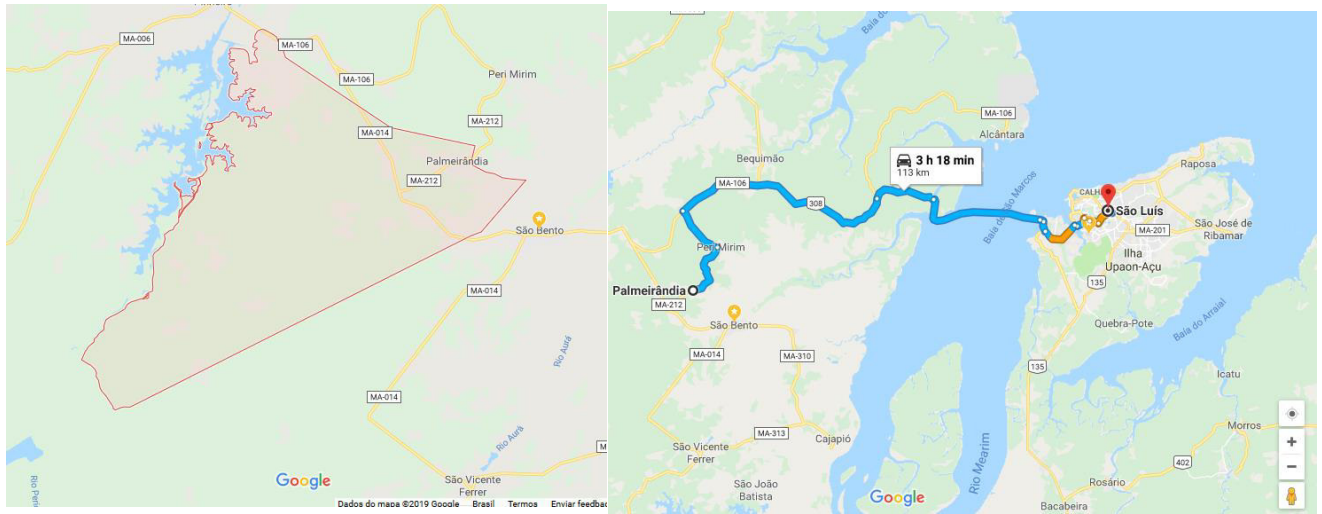 Pinheiro
MA-006
MA-106
MA-106
Peri Mirim
MA-014
MA-212
Palmeirândia
MA-212
São Bento
MA-014
Rio Aurá
MA-014
Rio Aurá
São Vicente
Ferrer
Google
Dados do mapa ©2019 Google Brasil Termos Enviar feedbac
MA-106
Alcântara
3 h 18 min
113 km
Bequimão
Raposa
MA-106
308
Baía de São Marcos
CALH
São Luís
MA-201
São José de
Ribamar
Ilha
Upaon-Açu
Peri Mirim
135
Palmeirândia
MA-212
São Bento
Quebra-Pote
Baía do Arraial
MA-014
MA-310
135
Icatu
MA-313
São Vicente
Ferrer
Cajapió
Rio Mearim
Morros
402
Rosário
São João
Batista
Google
Bacabeira